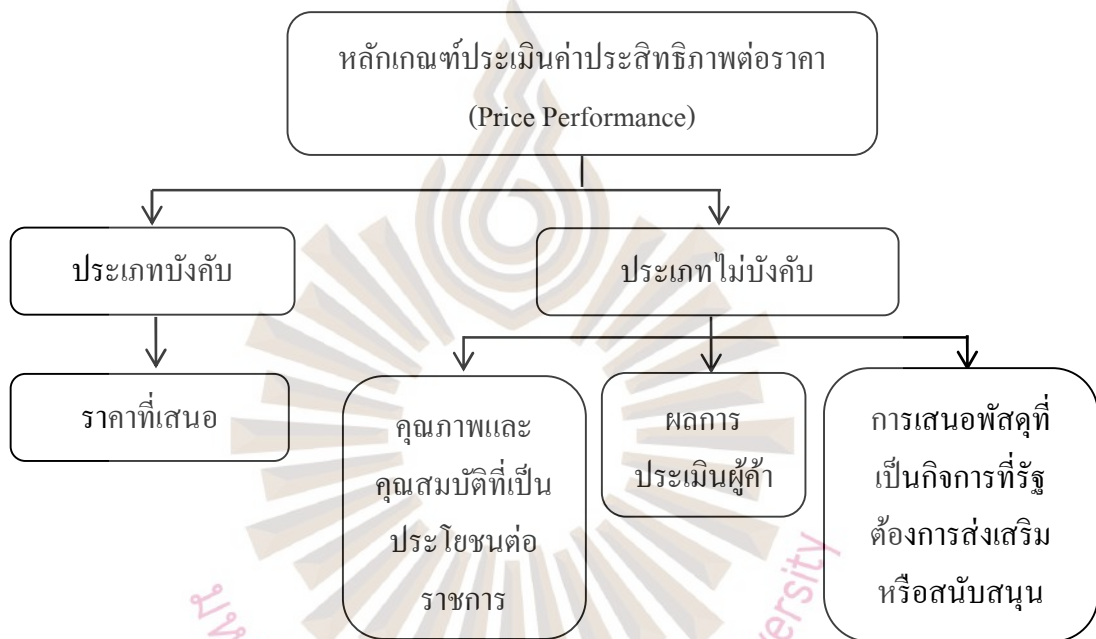 หลักเกณฑ์ประเมินค่าประสิทธิภาพต่อราคา
(Price Performance)
ประเภทบังคับ
ประเภทไม่บังคับ
ราคาที่เสนอ
คุณภาพและ
คุณสมบัติที่เป็น
ประโยชน์ต่อ
ราชการ
ผลการ
ประเมินผู้ค้า
การเสนอพัสดุที่
เป็นกิจการที่รัฐ
ต้องการส่งเสริม
หรือสนับสนุน